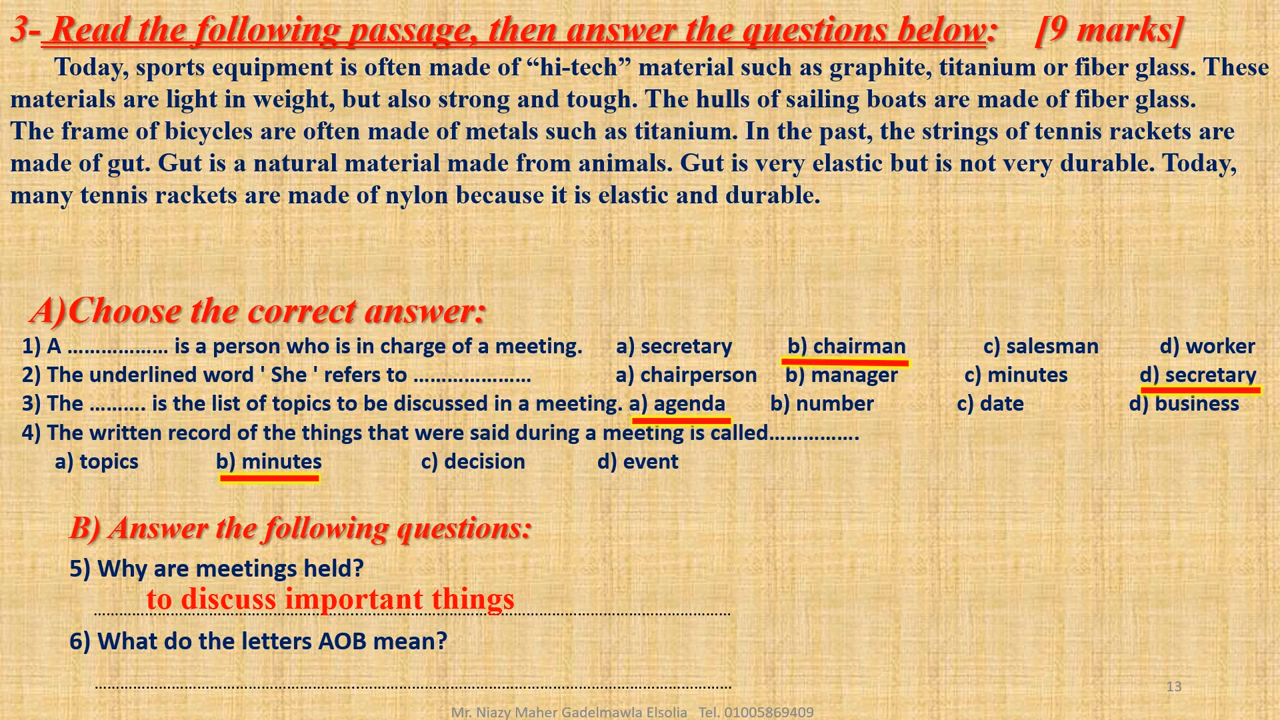 3- Read the following passage, then answer the questions below: [9 marks]
Today, sports equipment is often made of “hi-tech” material such as graphite, titanium or fiber glass. These
materials are light in weight, but also strong and tough. The hulls of sailing boats are made of fiber glass.
The frame of bicycles are often made of metals such as titanium. In the past, the strings of tennis rackets are
made of gut. Gut is a natural material made from animals. Gut is very elastic but is not very durable. Today,
many tennis rackets are made of nylon because it is elastic and durable.
A)Choose the correct answer:
1) A ……………… is a person who is in charge of a meeting. a) secretary b) chairman c) salesman d) worker
2) The underlined word ' She ' refers to ………………… a) chairperson b) manager c) minutes d) secretary
3) The ………. is the list of topics to be discussed in a meeting. a) agenda b) number c) date d) business
4) The written record of the things that were said during a meeting is called…………….
a) topics b) minutes c) decision d) event
B) Answer the following questions:
5) Why are meetings held?
to discuss important things
6) What do the letters AOB mean?
13
Mr. Niazy Maher Gadelmawla Elsolia Tel. 01005869409